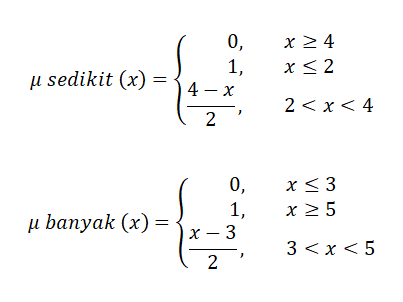 0, x ≥ 4
1, x ≤ 2
μ sedikit (x) = { 4 − x
2 , 2 < x < 4
0, x ≤ 3
1, x ≥ 5
μ banyak (x) = { x − 3
2 , 3 < x < 5